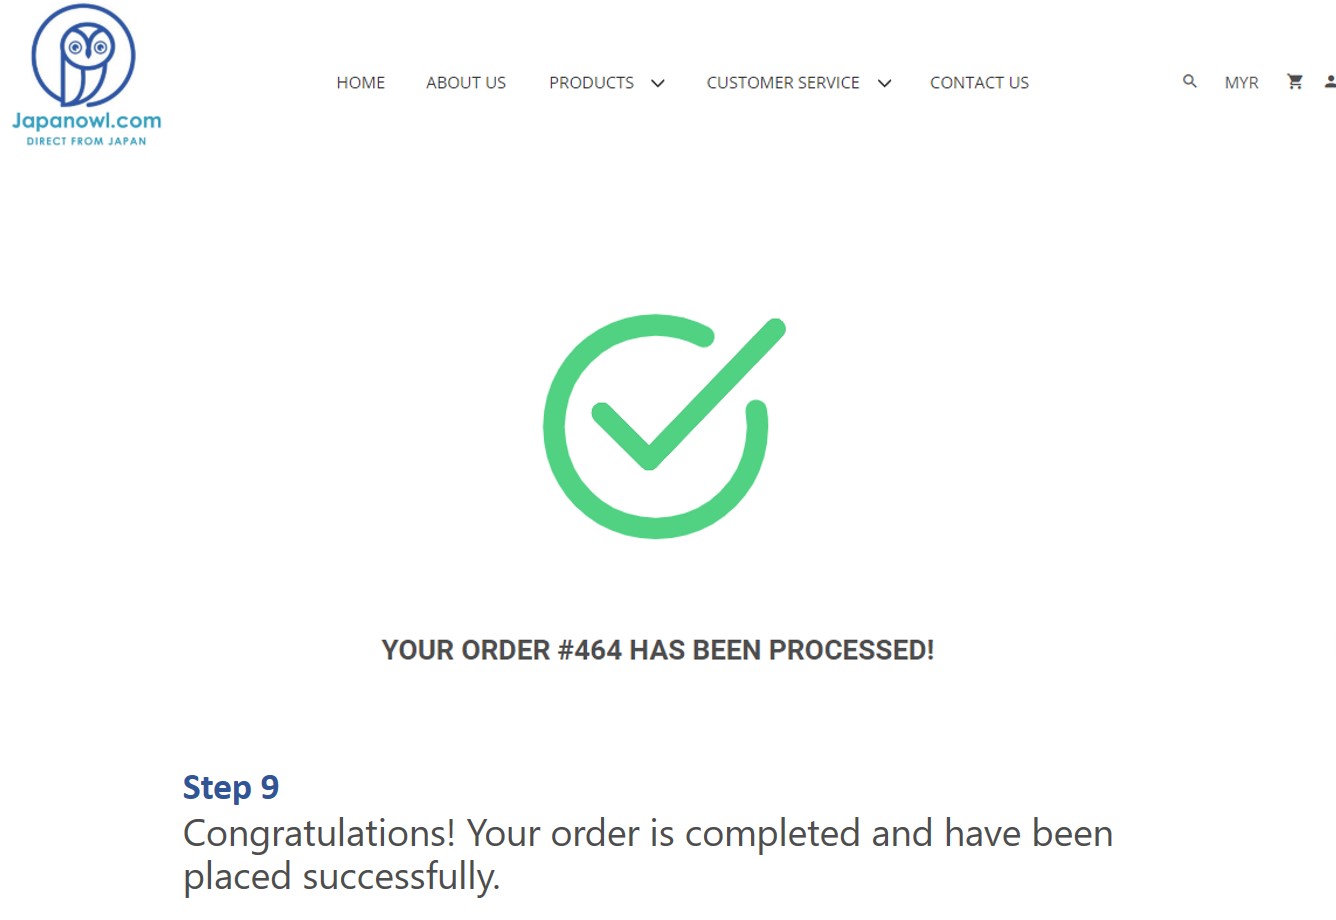 Japanowl.com
DIRECT FROM JAPAN
HOME ABOUT US PRODUCTS CUSTOMER SERVICE CONTACT US MYR
YOUR ORDER #464 HAS BEEN PROCESSED!
Step 9
Congratulations! Your order is completed and have been
placed successfully.